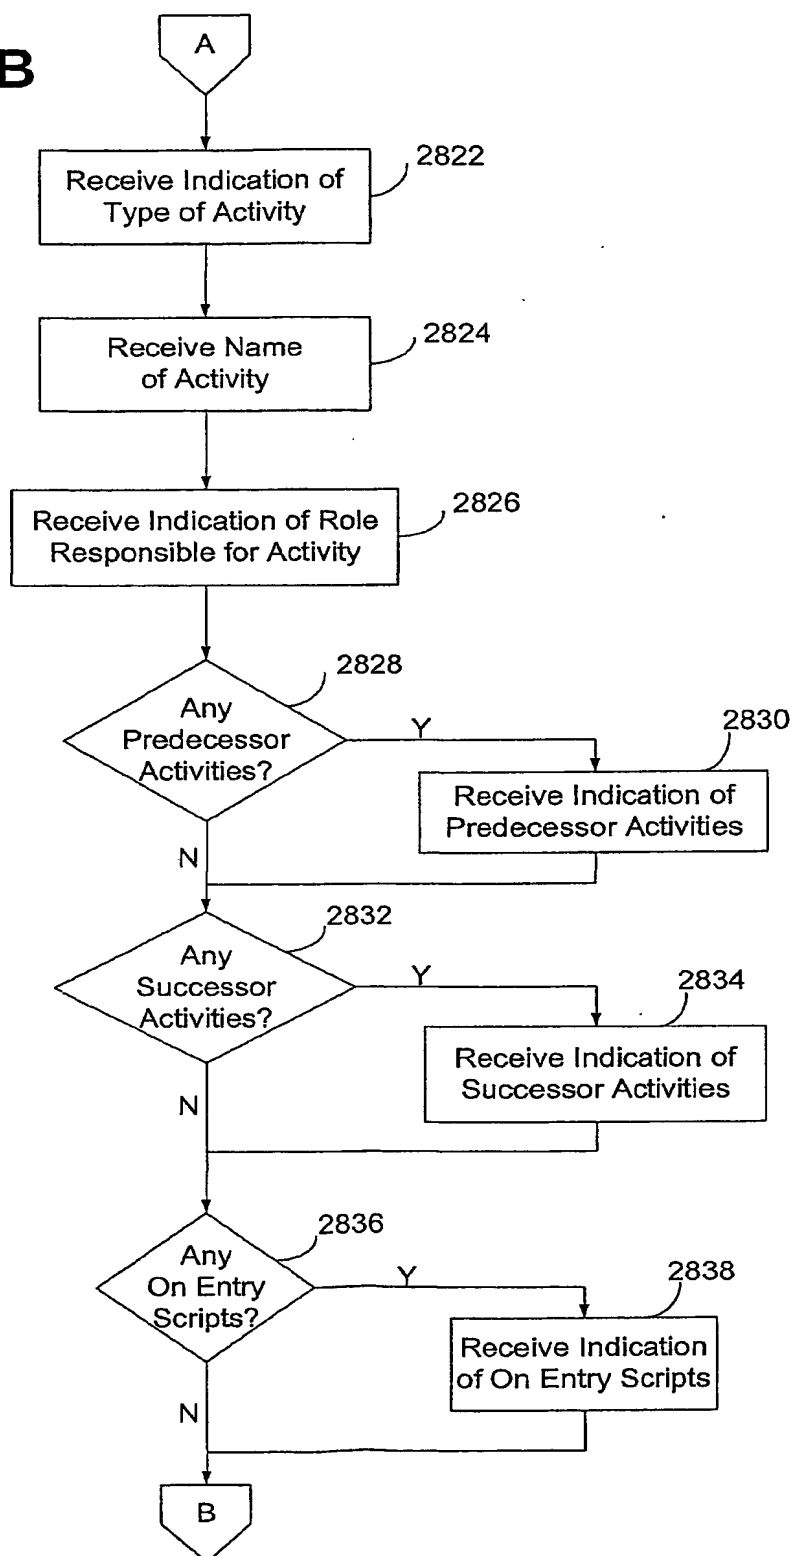 B
A
2822
Receive Indication of
Type of Activity
2824
Receive Name
of Activity
2826
Receive Indication of Role
Responsible for Activity
2828
Any
Predecessor
Activities?
Y
2830
Receive Indication of
Predecessor Activities
N
2832
Any
Successor
Activities?
Y
2834
Receive Indication of
Successor Activities
N
2836
Any
On Entry
Scripts?
Y
2838
Receive Indication
of On Entry Scripts
N
B